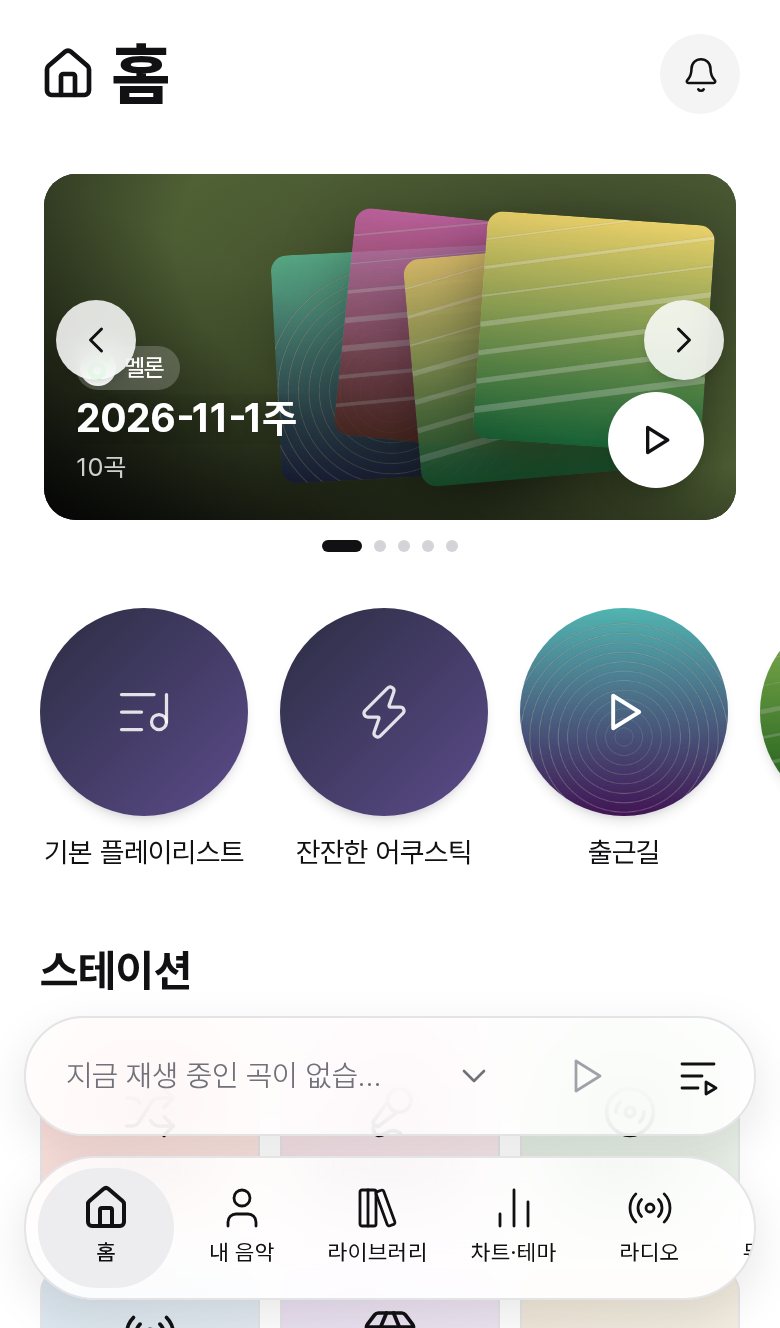 홈
멜론
2026-11-1주
10곡
기본 플레이리스트
잔잔한 어쿠스틱
출근길
스테이션
지금 재생 중인 곡이 없습...
홈
내 음악
라이브러리
차트·테마
라디오